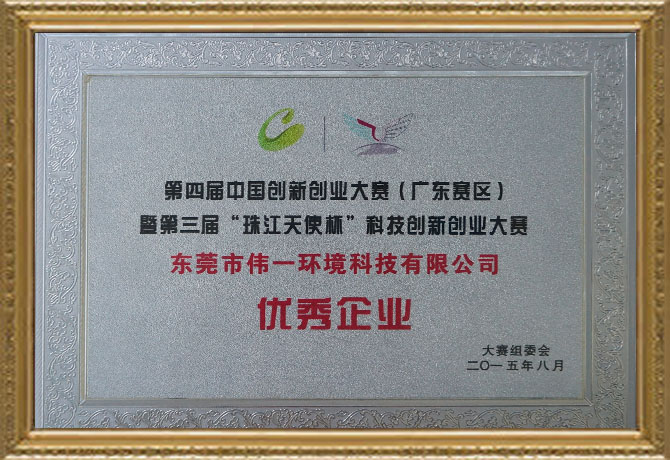 第四届中国创新创业大赛（广东赛区）
暨第三届“珠江天使杯”科技创新创业大赛
东莞市伟一环境科技有限公司
优秀企业
大赛组委会
二〇一五年八月